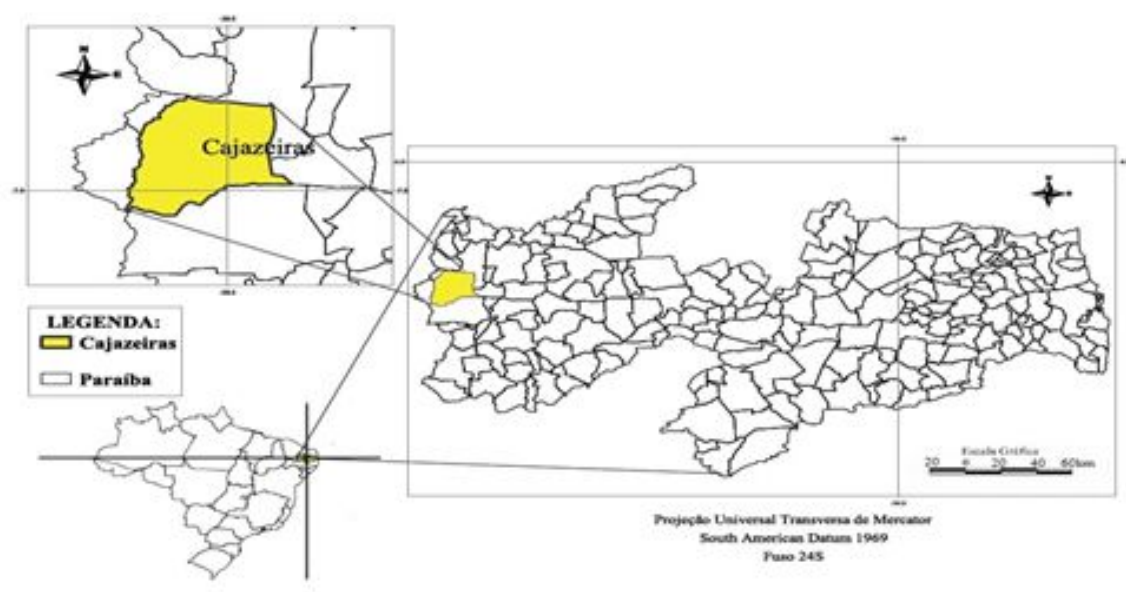 N
Cajazeiras
LEGENDA:
Cajazeiras
Paraíba
Escala Gráfica
20 0 20 40 60km
Projeção Universal Transversa de Mercator
South American Datum 1969
Fuso 24S